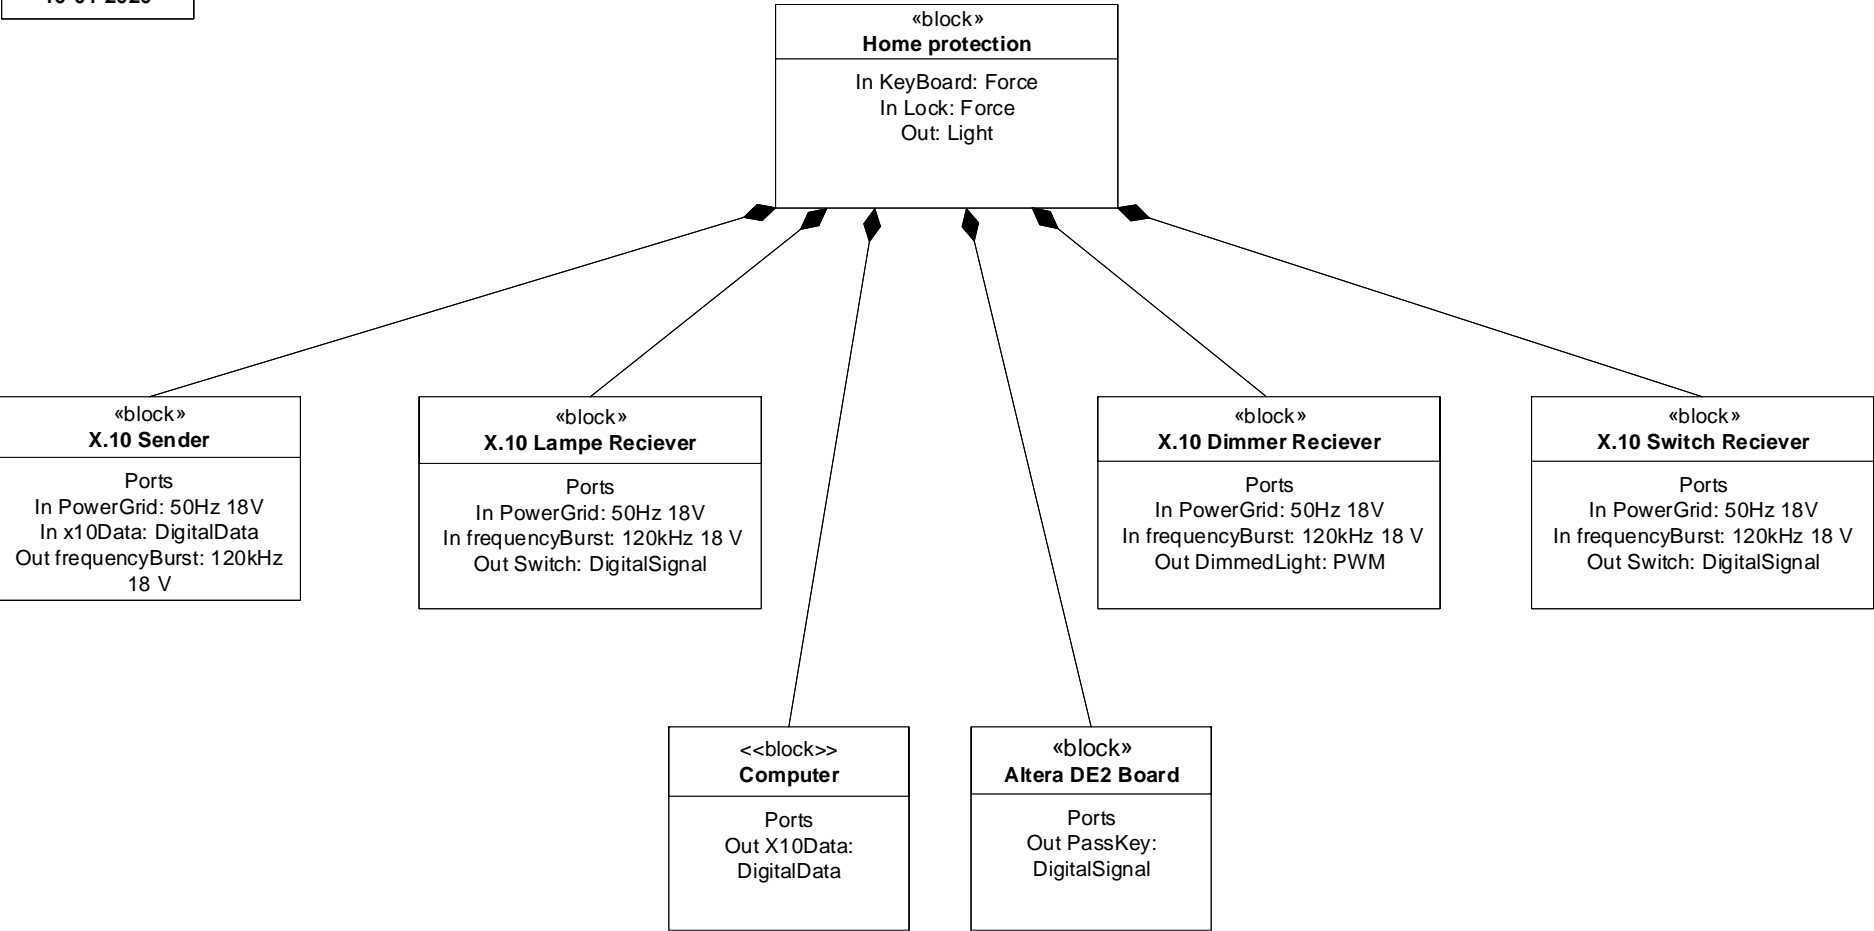 «block»
Home protection
In KeyBoard: Force
In Lock: Force
Out: Light
«block»
X.10 Sender
Ports
In PowerGrid: 50Hz 18V
In x10Data: DigitalData
Out frequencyBurst: 120kHz
18 V
«block»
X.10 Lampe Reciever
Ports
In PowerGrid: 50Hz 18V
In frequencyBurst: 120kHz 18 V
Out Switch: DigitalSignal
«block»
X.10 Dimmer Reciever
Ports
In PowerGrid: 50Hz 18V
In frequencyBurst: 120kHz 18 V
Out DimmedLight: PWM
«block»
X.10 Switch Reciever
Ports
In PowerGrid: 50Hz 18V
In frequencyBurst: 120kHz 18 V
Out Switch: DigitalSignal
<<block>>
Computer
Ports
Out X10Data:
DigitalData
«block»
Altera DE2 Board
Ports
Out PassKey:
DigitalSignal